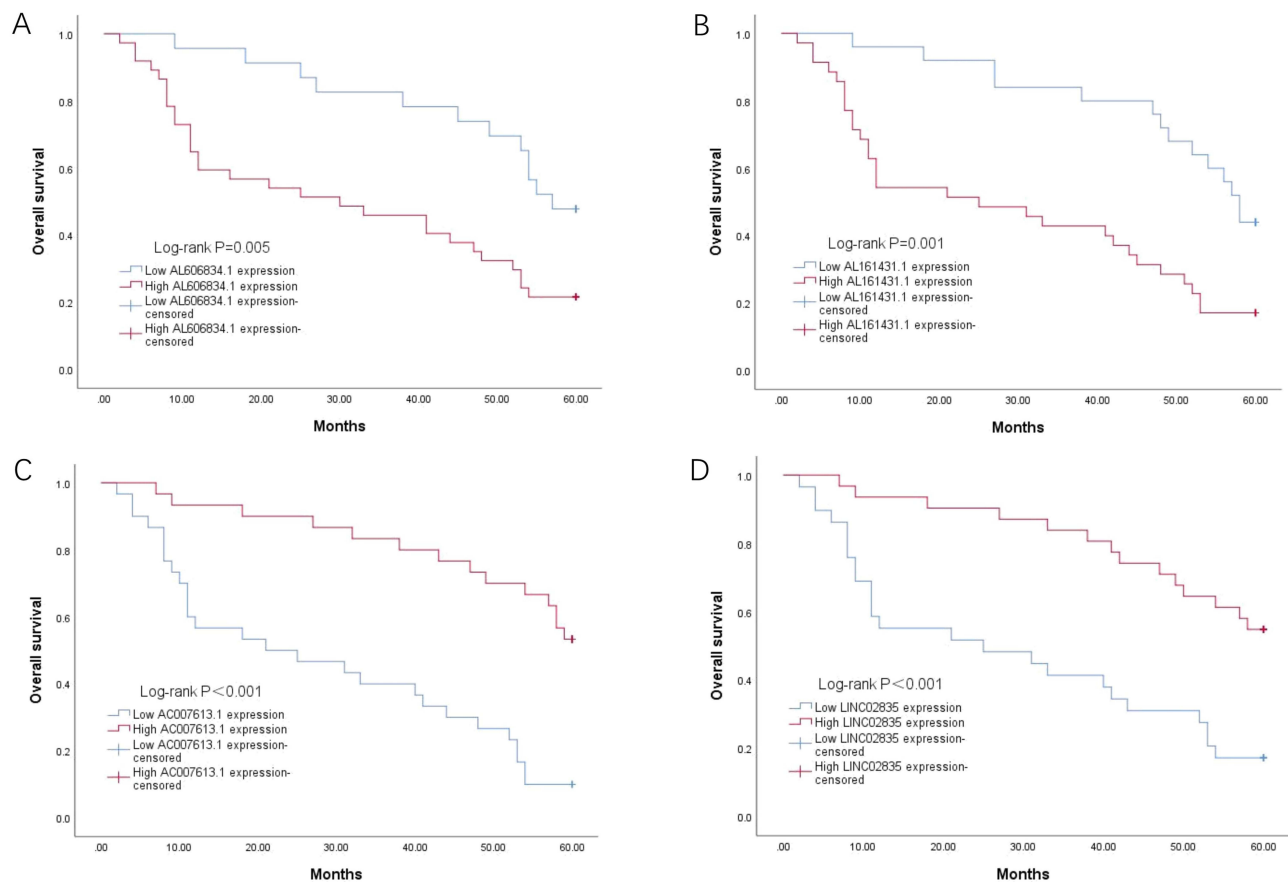 A
Overall survival
1.0
0.8
0.6
0.4
0.2
0.0
Log-rank P=0.005
Low AL606834.1 expression
High AL606834.1 expression
Low AL606834.1 expression-
censored
High AL606834.1 expression-
censored
.00 10.00 20.00 30.00 40.00 50.00 60.00
Months
B
Overall survival
1.0
0.8
0.6
0.4
0.2
0.0
Log-rank P=0.001
Low AL161431.1 expression
High AL161431.1 expression
Low AL161431.1 expression-
censored
High AL161431.1 expression-
censored
.00 10.00 20.00 30.00 40.00 50.00 60.00
Months
C
Overall survival
1.0
0.8
0.6
0.4
0.2
0.0
Log-rank P<0.001
Low AC007613.1 expression
High AC007613.1 expression
Low AC007613.1 expression-
censored
High AC007613.1 expression-
censored
.00 10.00 20.00 30.00 40.00 50.00 60.00
Months
D
Overall survival
1.0
0.8
0.6
0.4
0.2
0.0
Log-rank P<0.001
Low LINC02835 expression
High LINC02835 expression
Low LINC02835 expression-
censored
High LINC02835 expression-
censored
.00 10.00 20.00 30.00 40.00 50.00 60.00
Months